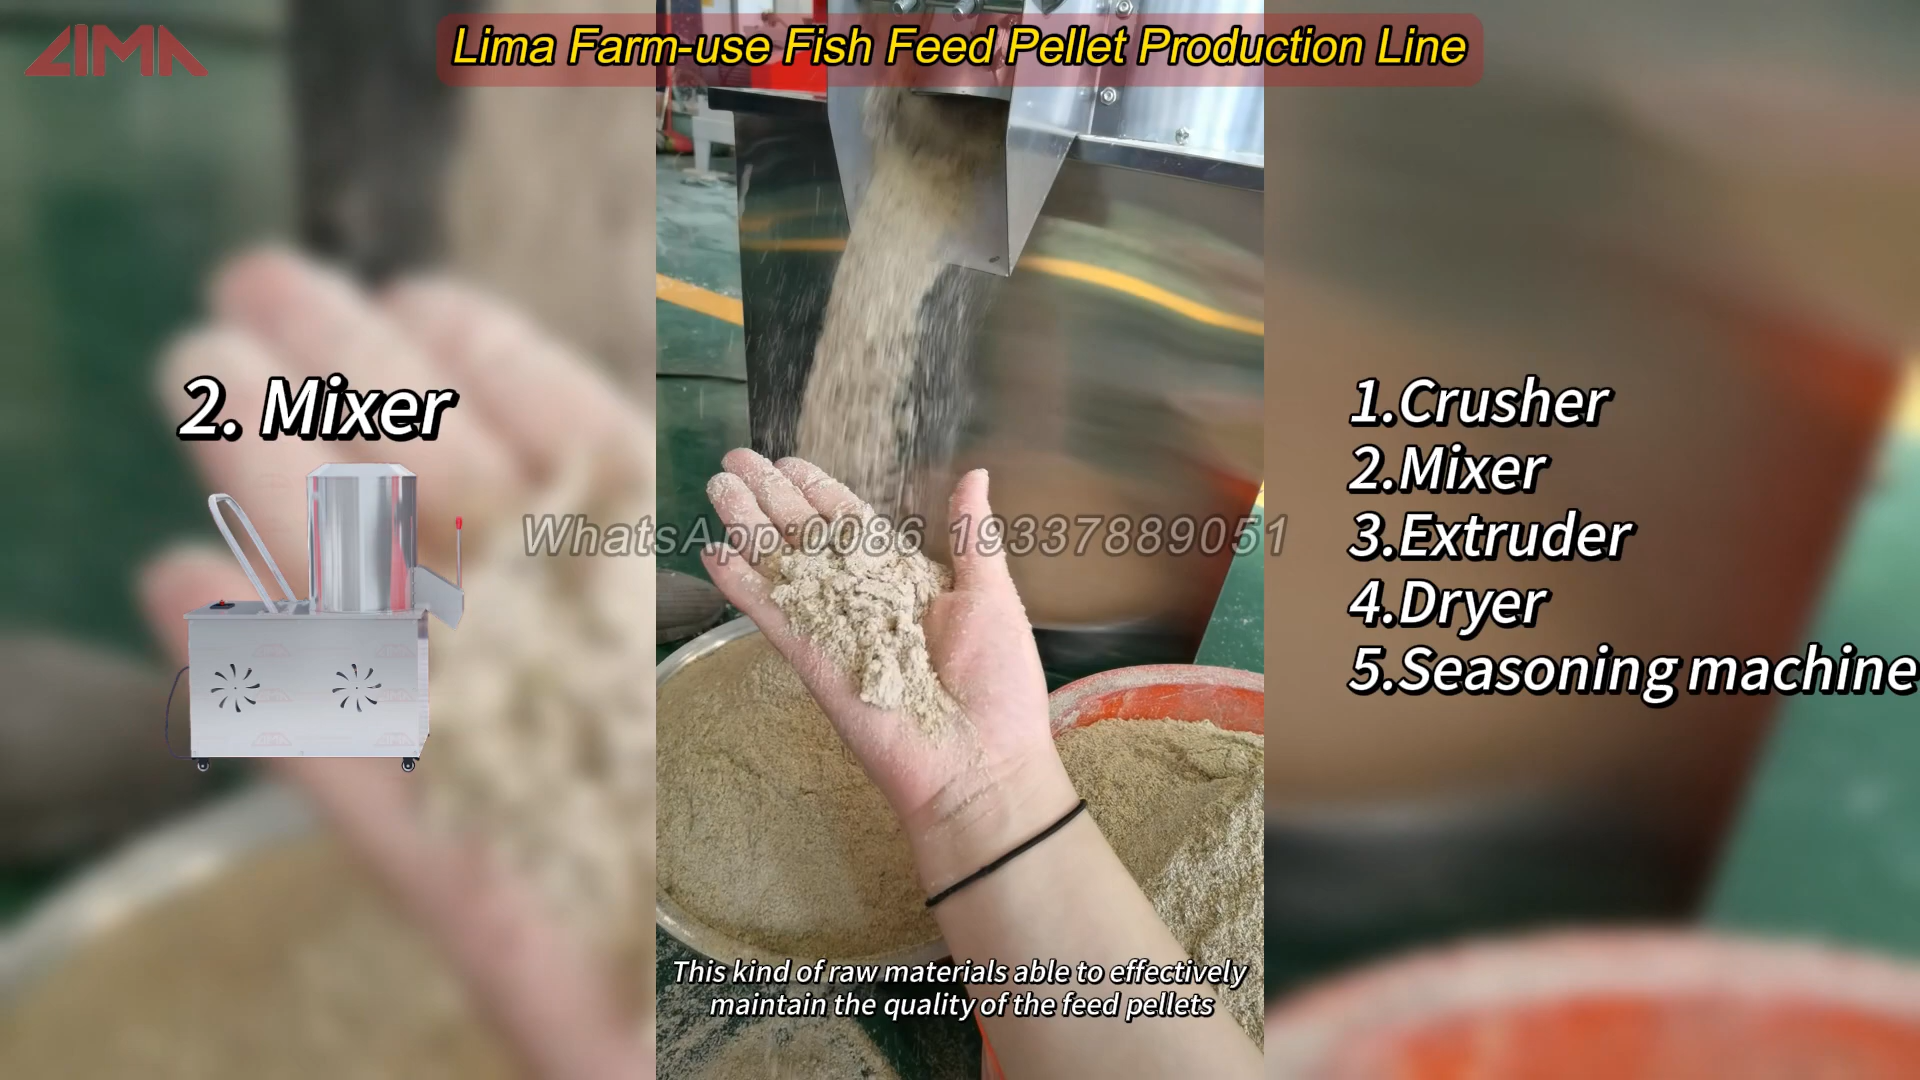 LIMA
Lima Farm-use Fish Feed Pellet Production Line
2. Mixer
WhatsApp:0086 19337889051
1.Crusher
2.Mixer
3.Extruder
4.Dryer
5.Seasoning machine
This kind of raw materials able to effectively
maintain the quality of the feed pellets